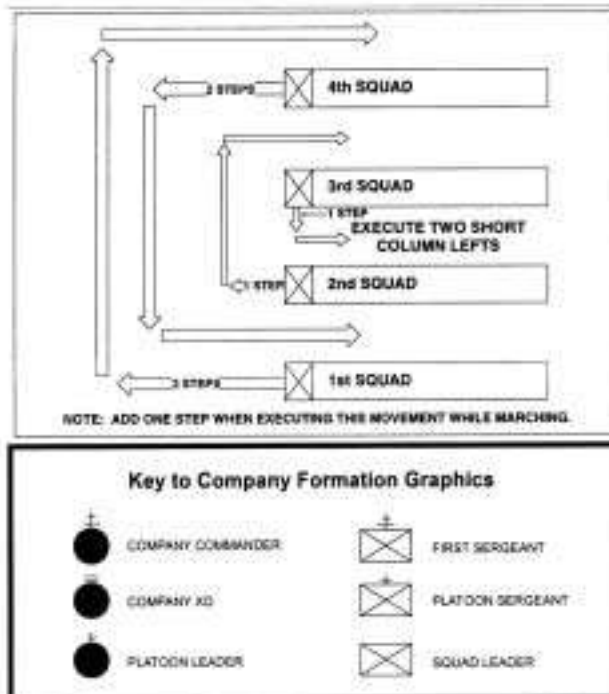 2 STEPS
4th SQUAD
3rd SQUAD
1 STEP
EXECUTE TWO SHORT
COLUMN LEFTS
1 STEP
2nd SQUAD
3 STEPS
1st SQUAD
NOTE: ADD ONE STEP WHEN EXECUTING THIS MOVEMENT WHILE MARCHING.
Key to Company Formation Graphics
COMPANY COMMANDER
FIRST SERGEANT
COMPANY XO
PLATOON SERGEANT
PLATOON LEADER
SQUAD LEADER